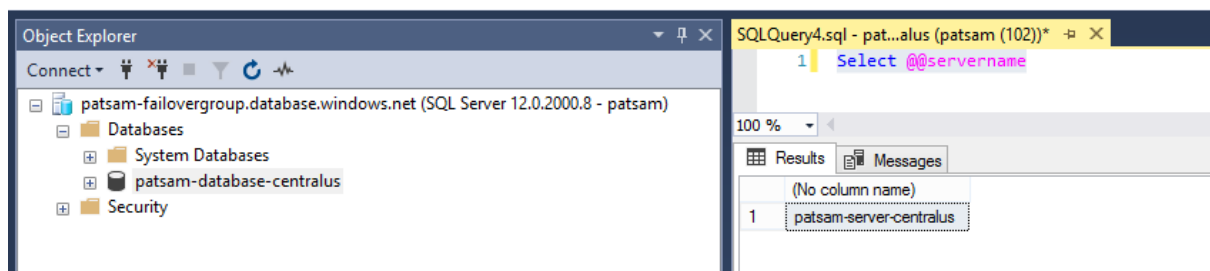 Object Explorer
Connect
patsam-failovergroup.database.windows.net (SQL Server 12.0.2000.8 - patsam)
Databases
System Databases
patsam-database-centralus
Security
SQLQuery4.sql - pat...alus (patsam (102))*
1 Select @@servername
100 %
Results Messages
(No column name)
1 patsam-server-centralus